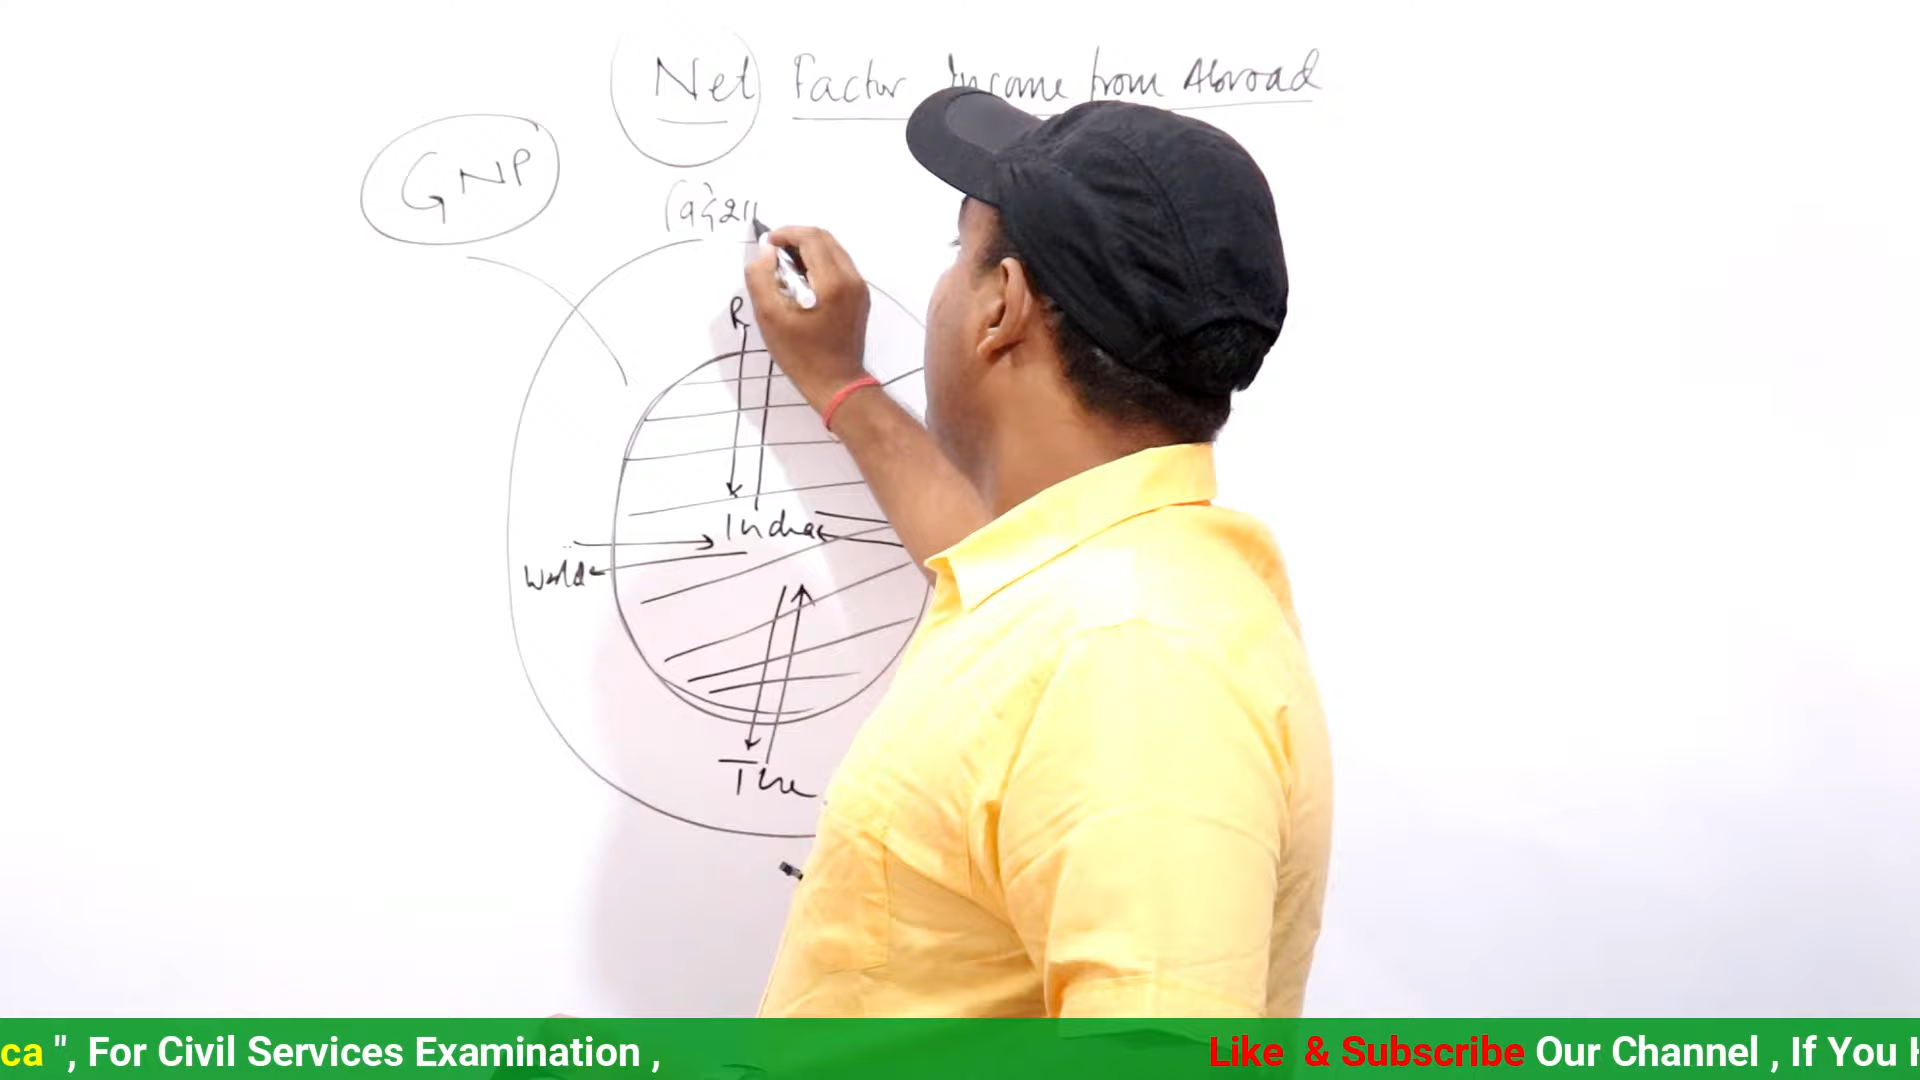 Net Factor Income from Abroad
GNP
विदेशा
R
India
World
The
ca ", For Civil Services Examination , Like & Subscribe Our Channel , If You H